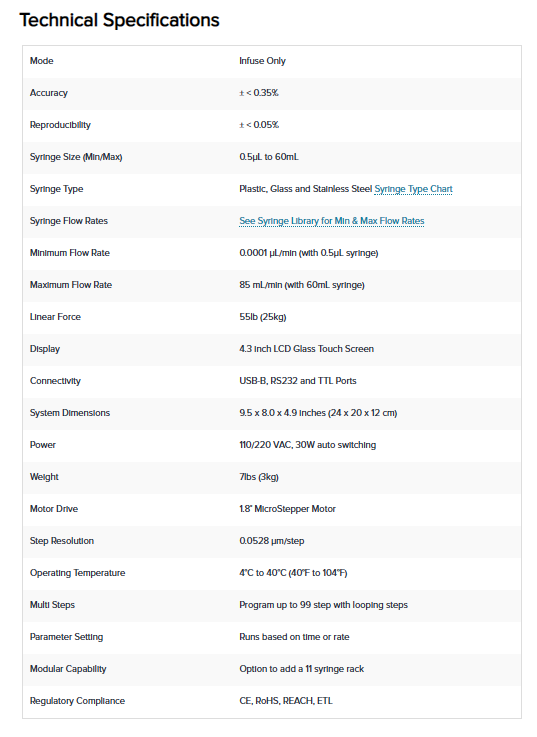 Technical Specifications
Mode Infuse Only
Accuracy ± < 0.35%
Reproducibility ± < 0.05%
Syringe Size (Min/Max) 0.5µL to 60mL
Syringe Type Plastic, Glass and Stainless Steel Syringe Type Chart
Syringe Flow Rates See Syringe Library for Min & Max Flow Rates
Minimum Flow Rate 0.0001 µL/min (with 0.5µL syringe)
Maximum Flow Rate 85 mL/min (with 60mL syringe)
Linear Force 55lb (25kg)
Display 4.3 inch LCD Glass Touch Screen
Connectivity USB-B, RS232 and TTL Ports
System Dimensions 9.5 x 8.0 x 4.9 inches (24 x 20 x 12 cm)
Power 110/220 VAC, 30W auto switching
Weight 7lbs (3kg)
Motor Drive 1.8° MicroStepper Motor
Step Resolution 0.0528 µm/step
Operating Temperature 4°C to 40°C (40°F to 104°F)
Multi Steps Program up to 99 step with looping steps
Parameter Setting Runs based on time or rate
Modular Capability Option to add a 11 syringe rack
Regulatory Compliance CE, RoHS, REACH, ETL